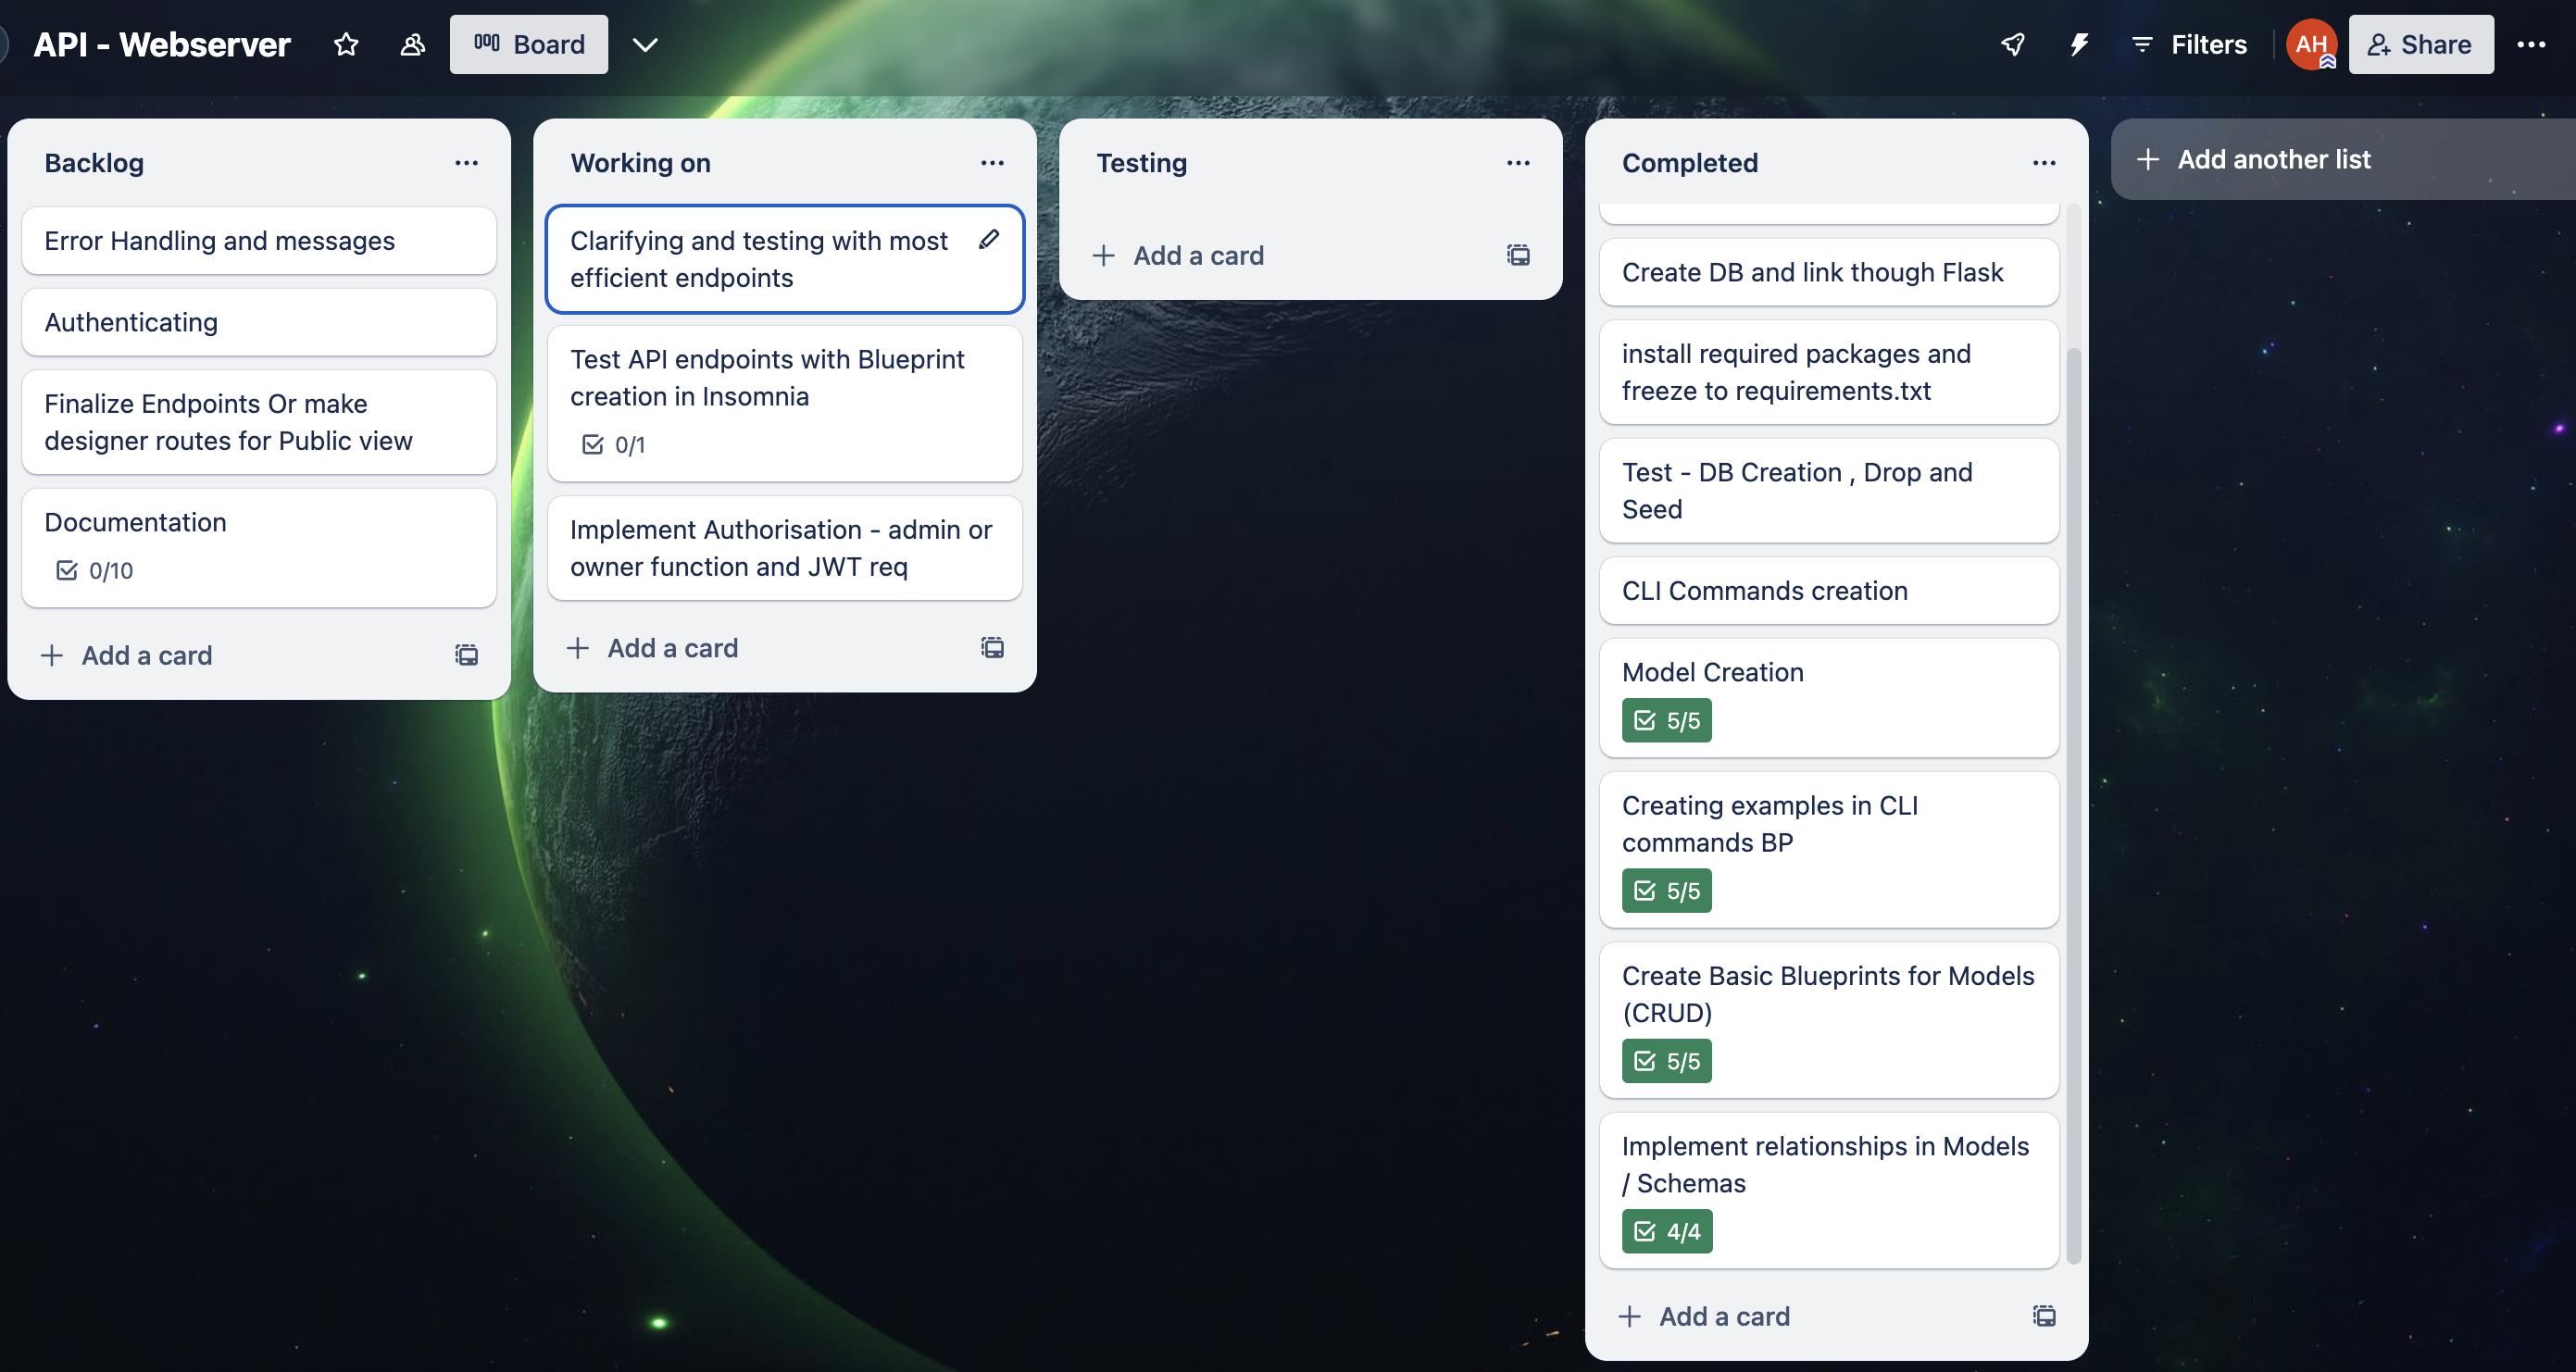 API - Webserver
Board
Filters
AH
Share
Backlog
Error Handling and messages
Authenticating
Finalize Endpoints Or make
designer routes for Public view
Documentation
0/10
Add a card
Working on
Clarifying and testing with most
efficient endpoints
Test API endpoints with Blueprint
creation in Insomnia
0/1
Implement Authorisation - admin or
owner function and JWT req
Add a card
Testing
Add a card
Completed
Create DB and link though Flask
install required packages and
freeze to requirements.txt
Test - DB Creation , Drop and
Seed
CLI Commands creation
Model Creation
5/5
Creating examples in CLI
commands BP
5/5
Create Basic Blueprints for Models
(CRUD)
5/5
Implement relationships in Models
/ Schemas
4/4
Add a card
Add another list